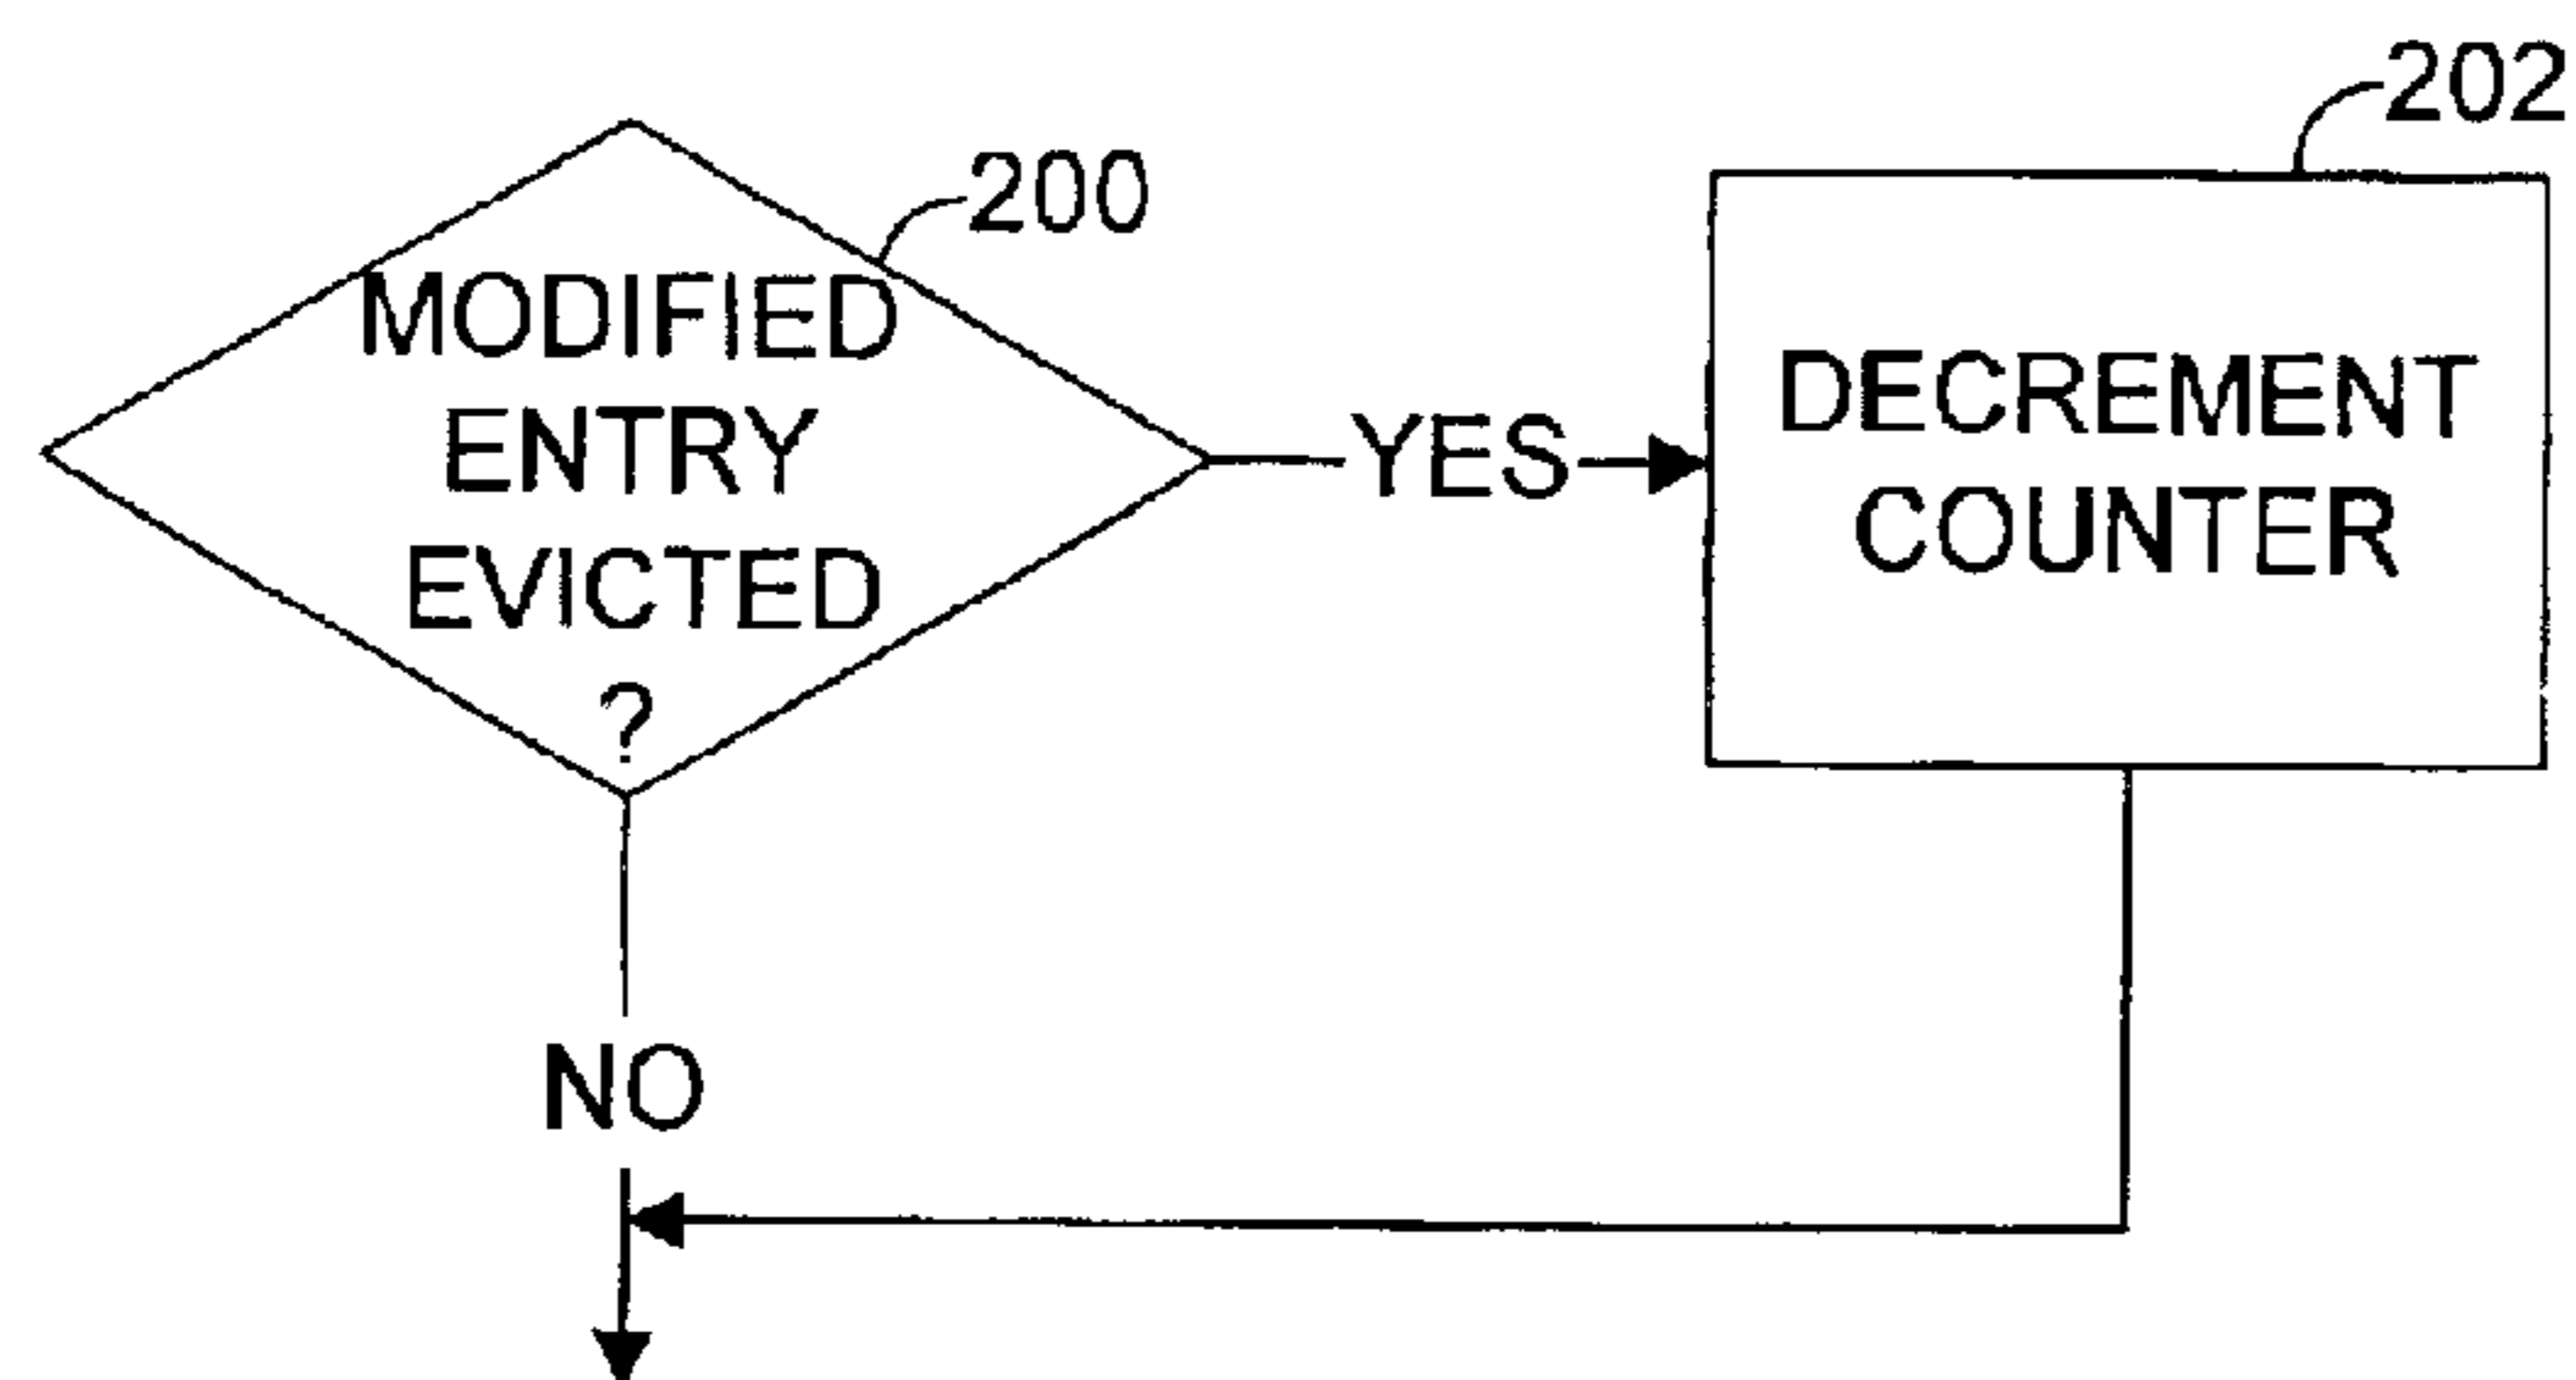 202
200
MODIFIED
ENTRY
EVICTED
?
YES
DECREMENT
COUNTER
NO